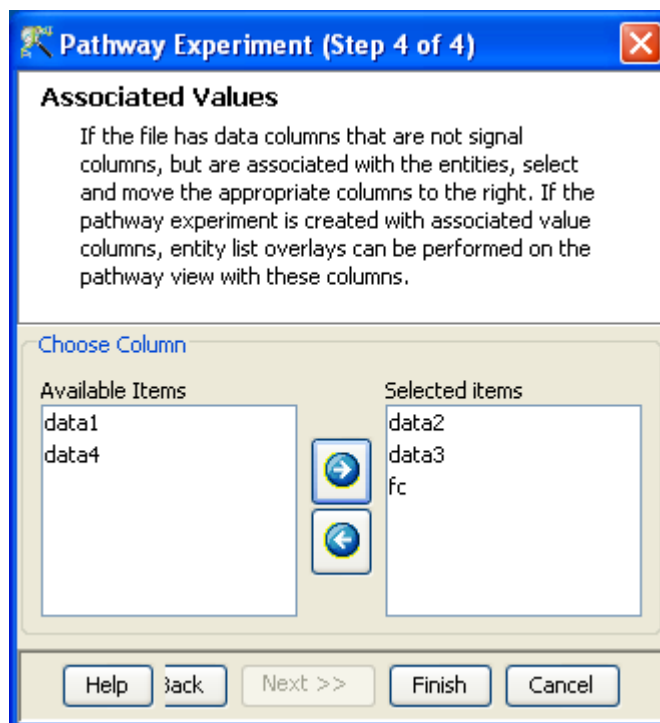 Pathway Experiment (Step 4 of 4)
Associated Values
If the file has data columns that are not signal
columns, but are associated with the entities, select
and move the appropriate columns to the right. If the
pathway experiment is created with associated value
columns, entity list overlays can be performed on the
pathway view with these columns.
Choose Column
Available Items
data1
data4
Selected items
data2
data3
fc
Help
Back
Next >>
Finish
Cancel